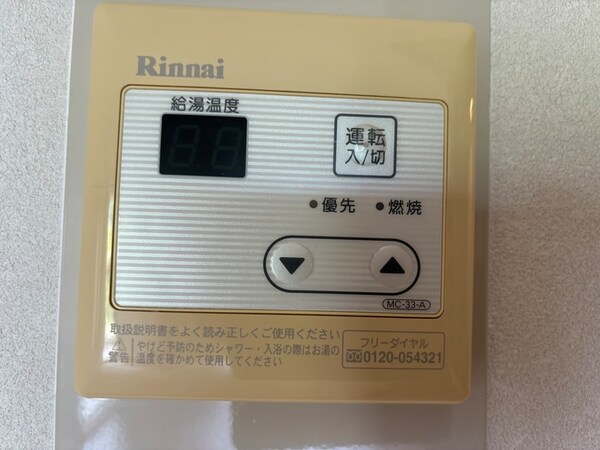 Rinnai
給湯温度
運転
入/切
優先
燃焼
MC-33-A
取扱説明書をよく読み正しくご使用ください
警告
やけど予防のためシャワー・入浴の際はお湯の
温度を確かめて使用してください
フリーダイヤル
0120-054321